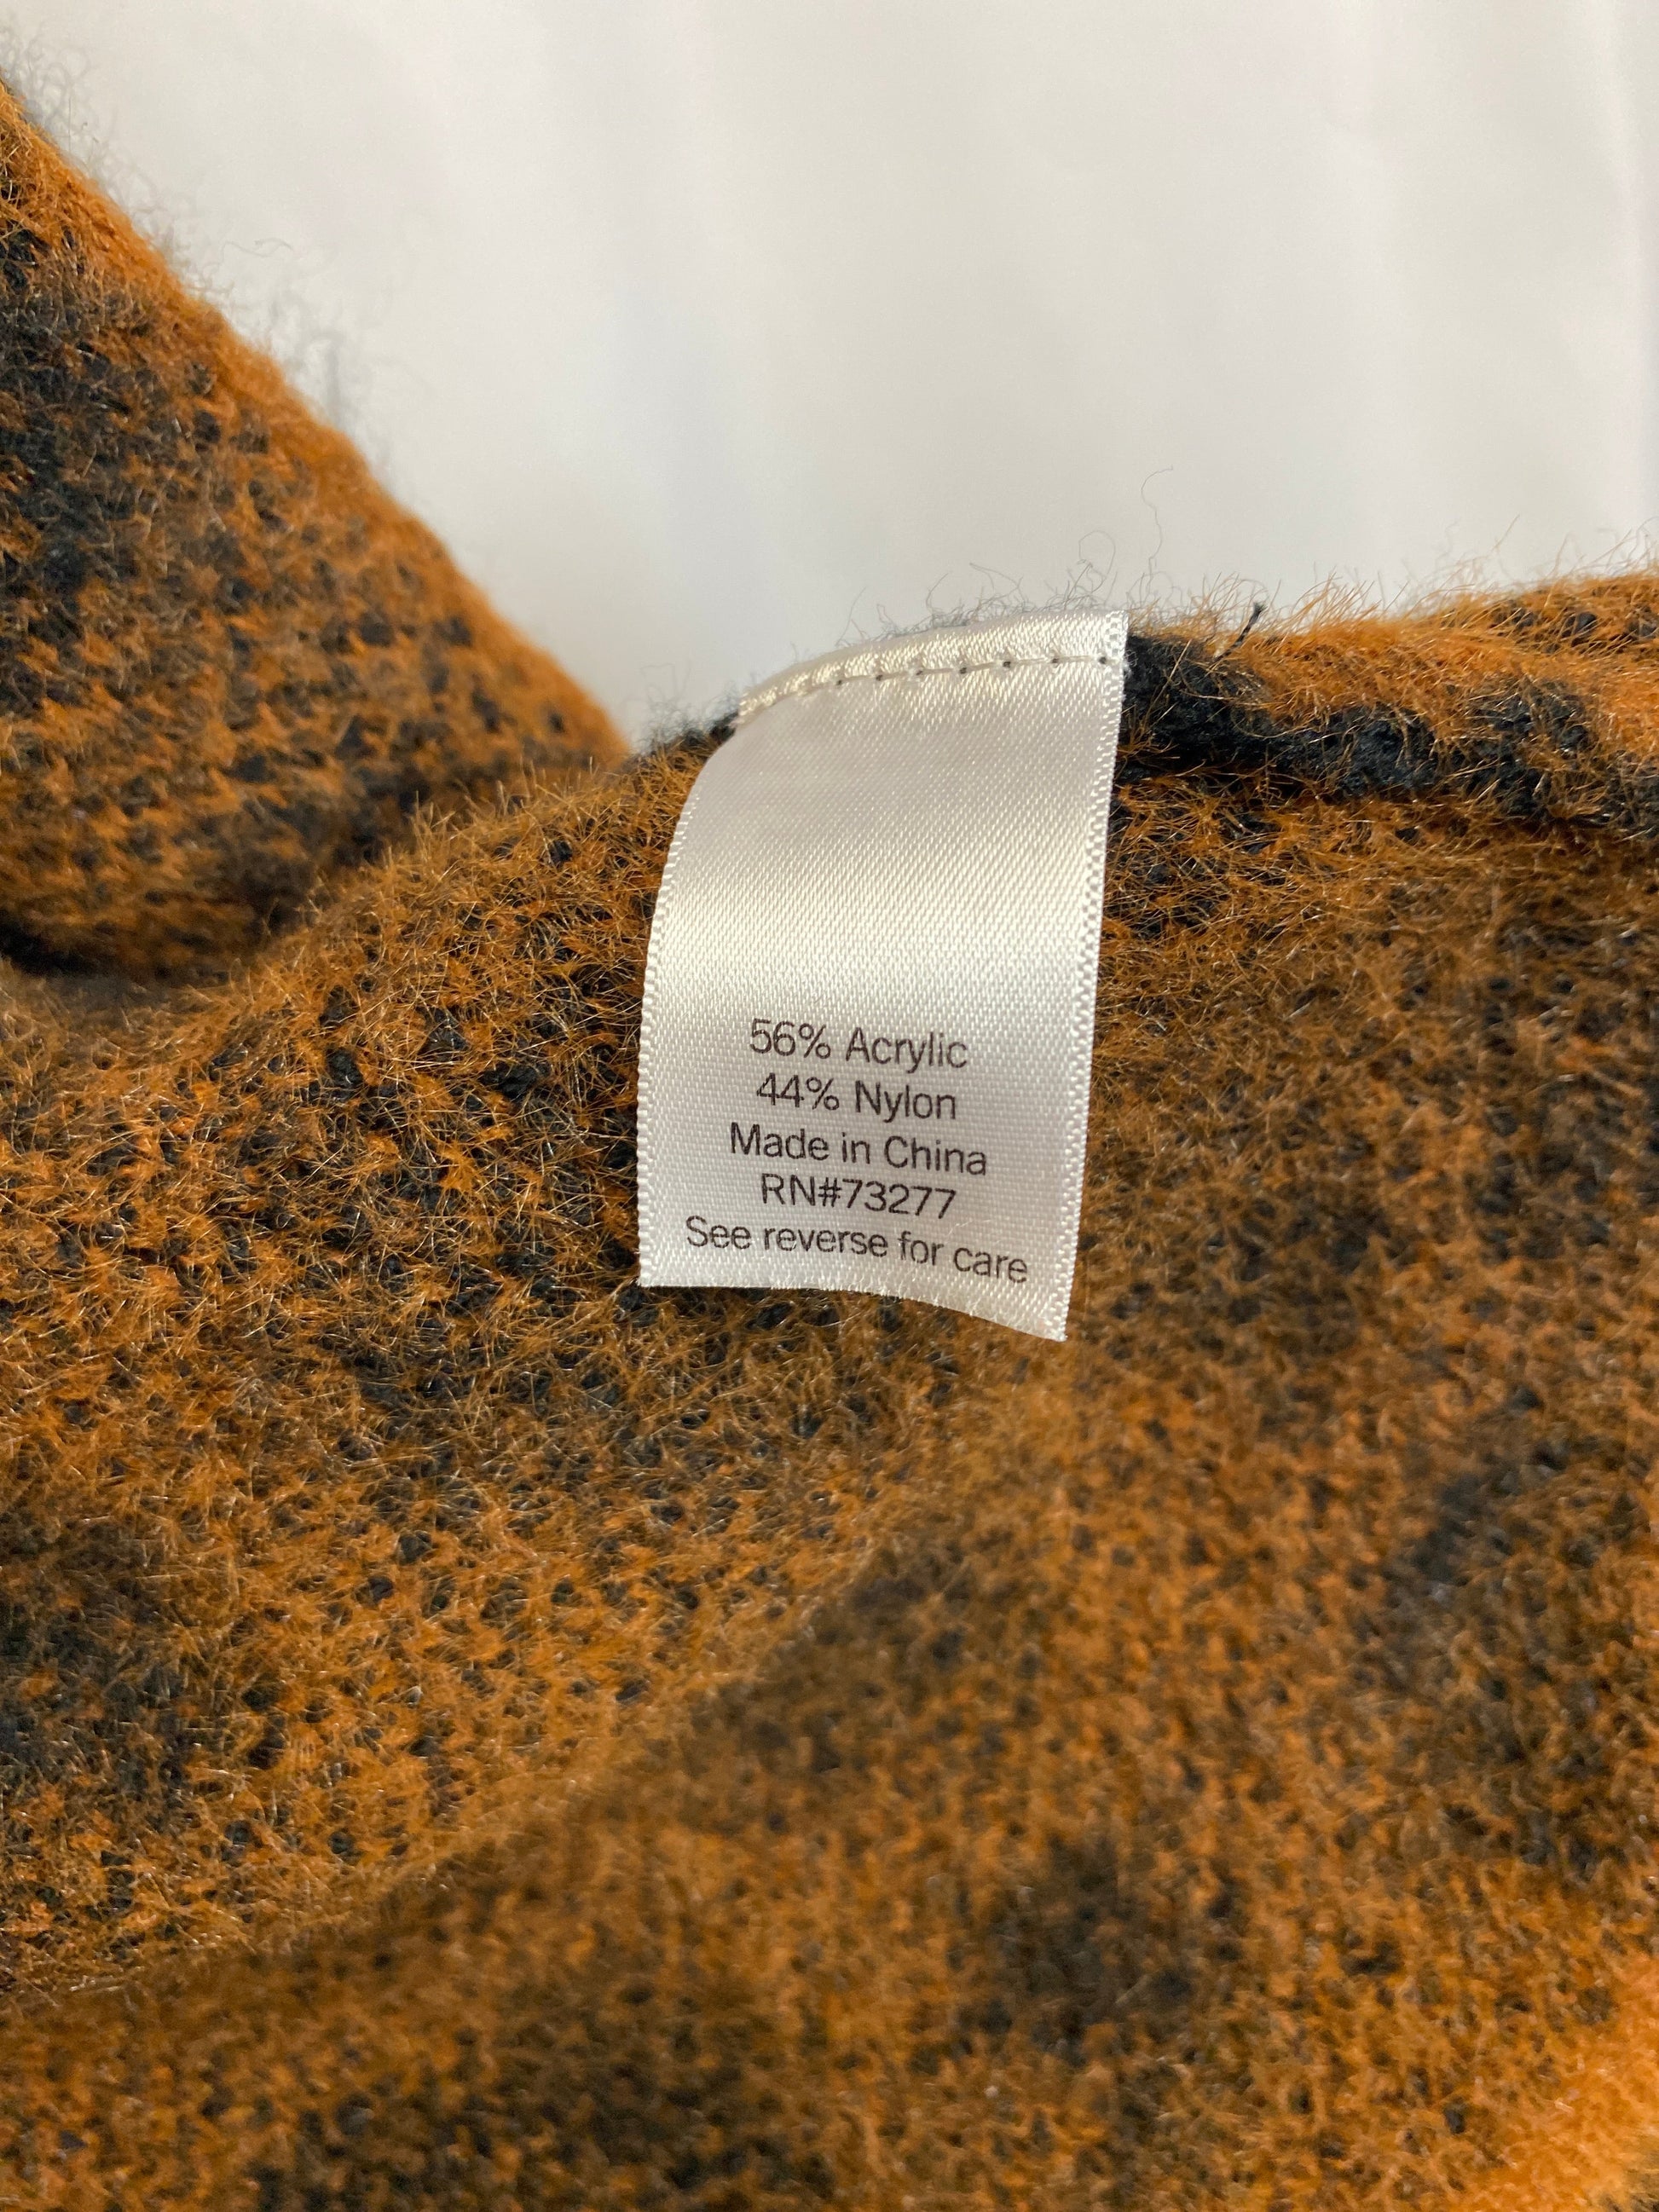 56% Acrylic
44% Nylon
Made in China
RN#73277
See reverse for care